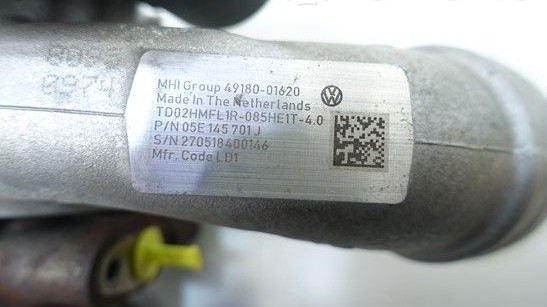 MHI Group 49180-01620
Made In The Netherlands
TD02HMFL1R-085HE1T-4.0
P/N 05E 145 701 J
S/N 270518400146
Mfr. Code LD1